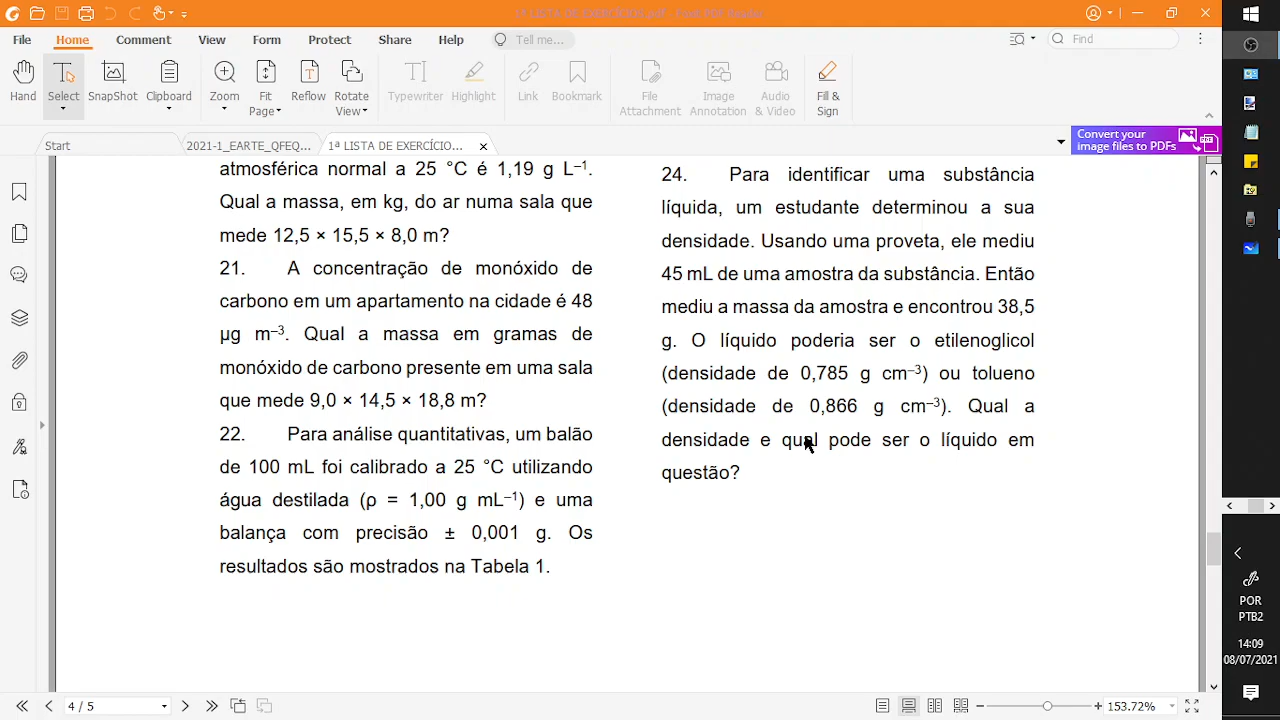 1ª LISTA DE EXERCÍCIOS.pdf - Foxit PDF Reader
File Home Comment View Form Protect Share Help Tell me... Find
Hand Select SnapShot Clipboard Zoom Fit Page Reflow Rotate View Typewriter Highlight Link Bookmark File Attachment Image Annotation Audio & Video Fill & Sign
Start 2021-1_EARTE_QFEQ... 1ª LISTA DE EXERCÍCIO...
Convert your
image files to PDFs
atmosférica normal a 25 °C é 1,19 g L⁻¹.
Qual a massa, em kg, do ar numa sala que
mede 12,5 × 15,5 × 8,0 m?
21. A concentração de monóxido de
carbono em um apartamento na cidade é 48
µg m⁻³. Qual a massa em gramas de
monóxido de carbono presente em uma sala
que mede 9,0 × 14,5 × 18,8 m?
22. Para análise quantitativas, um balão
de 100 mL foi calibrado a 25 °C utilizando
água destilada (ρ = 1,00 g mL⁻¹) e uma
balança com precisão ± 0,001 g. Os
resultados são mostrados na Tabela 1.
24. Para identificar uma substância
líquida, um estudante determinou a sua
densidade. Usando uma proveta, ele mediu
45 mL de uma amostra da substância. Então
mediu a massa da amostra e encontrou 38,5
g. O líquido poderia ser o etilenoglicol
(densidade de 0,785 g cm⁻³) ou tolueno
(densidade de 0,866 g cm⁻³). Qual a
densidade e qual pode ser o líquido em
questão?
4 / 5
153.72%
POR
PTB2
14:09
08/07/2021